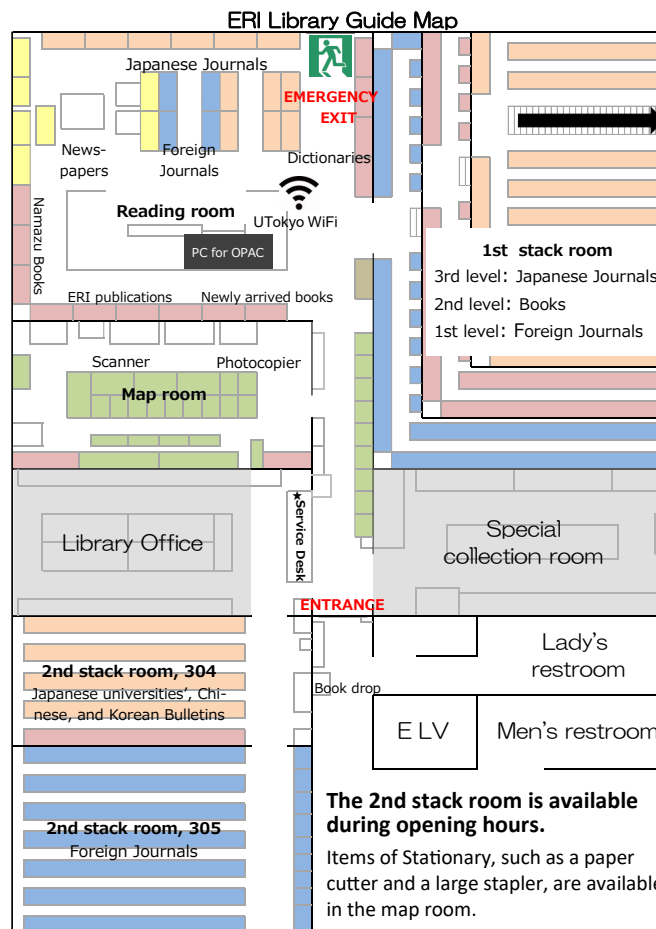 ERI Library Guide Map
Japanese Journals
EMERGENCY
EXIT
News-
papers
Foreign
Journals
Dictionaries
Namazu Books
Reading room
UTokyo WiFi
PC for OPAC
1st stack room
3rd level: Japanese Journals
2nd level: Books
1st level: Foreign Journals
ERI publications
Newly arrived books
Scanner
Photocopier
Map room
★Service Desk
Library Office
Special
collection room
ENTRANCE
2nd stack room, 304
Japanese universities’, Chi-
nese, and Korean Bulletins
Book drop
Lady’s
restroom
ELV
Men’s restroom
2nd stack room, 305
Foreign Journals
The 2nd stack room is available
during opening hours.
Items of Stationary, such as a paper
cutter and a large stapler, are available
in the map room.